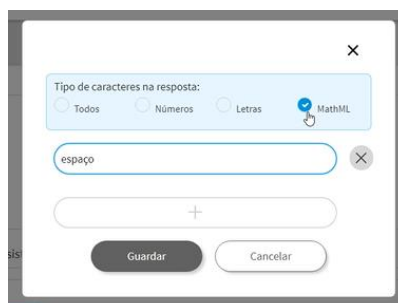 Tipo de caracteres na resposta:
Todos Números Letras MathML
espaço
Guardar Cancelar